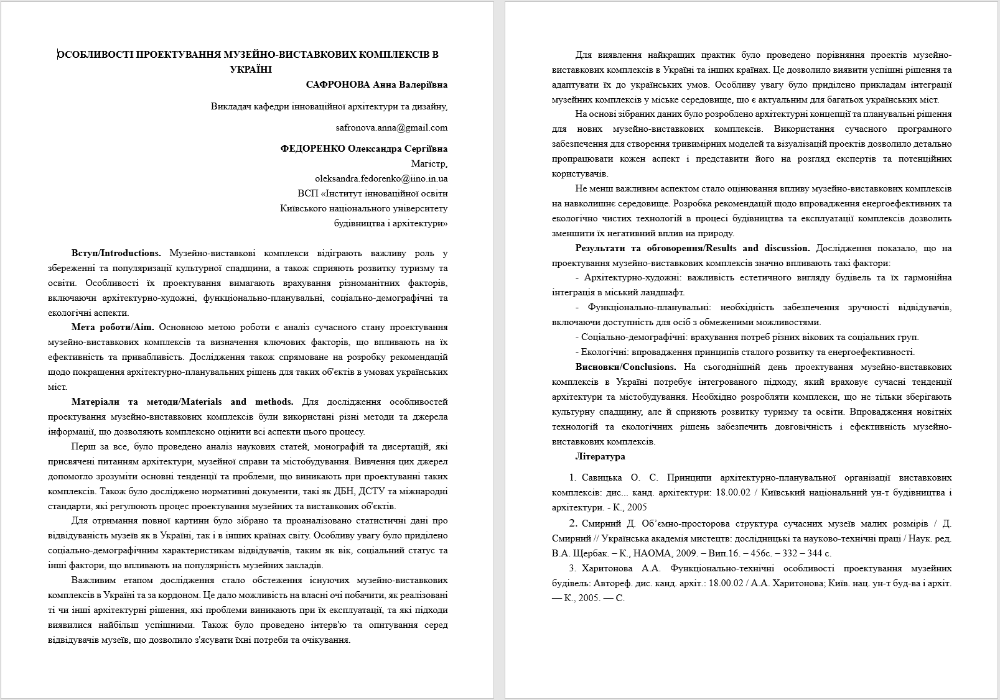 ОСОБЛИВОСТІ ПРОЕКТУВАННЯ МУЗЕЙНО-ВИСТАВКОВИХ КОМПЛЕКСІВ В
УКРАЇНІ
САФРОНОВА Анна Валеріївна
Викладач кафедри інноваційної архітектури та дизайну,
safronova.anna@gmail.com
ФЕДОРЕНКО Олександра Сергіївна
Магістр,
oleksandra.fedorenko@iino.in.ua
ВСП «Інститут інноваційної освіти
Київського національного університету
будівництва і архітектури»
Вступ/Introductions. Музейно-виставкові комплекси відіграють важливу роль у
збереженні та популяризації культурної спадщини, а також сприяють розвитку туризму та
освіти. Особливості їх проектування вимагають врахування різноманітних факторів,
включаючи архітектурно-художні, функціонально-планувальні, соціально-демографічні та
екологічні аспекти.
Мета роботи/Aim. Основною метою роботи є аналіз сучасного стану проектування
музейно-виставкових комплексів та визначення ключових факторів, що впливають на їх
ефективність та привабливість. Дослідження також спрямоване на розробку рекомендацій
щодо покращення архітектурно-планувальних рішень для таких об'єктів в умовах українських
міст.
Матеріали та методи/Materials and methods. Для дослідження особливостей
проектування музейно-виставкових комплексів були використані різні методи та джерела
інформації, що дозволяють комплексно оцінити всі аспекти цього процесу.
Перш за все, було проведено аналіз наукових статей, монографій та дисертацій, які
присвячені питанням архітектури, музейної справи та містобудування. Вивчення цих джерел
допомогло зрозуміти основні тенденції та проблеми, що виникають при проектуванні таких
комплексів. Також було досліджено нормативні документи, такі як ДБН, ДСТУ та міжнародні
стандарти, які регулюють процес проектування музейних та виставкових об'єктів.
Для отримання повної картини було зібрано та проаналізовано статистичні дані про
відвідуваність музеїв як в Україні, так і в інших країнах світу. Особливу увагу було приділено
соціально-демографічним характеристикам відвідувачів, таким як вік, соціальний статус та
інші фактори, що впливають на популярність музейних закладів.
Важливим етапом дослідження стало обстеження існуючих музейно-виставкових
комплексів в Україні та за кордоном. Це дало можливість на власні очі побачити, як реалізовані
ті чи інші архітектурні рішення, які проблеми виникають при їх експлуатації, та які підходи
виявилися найбільш успішними. Також було проведено інтерв'ю та опитування серед
відвідувачів музеїв, що дозволило з'ясувати їхні потреби та очікування.
Для виявлення найкращих практик було проведено порівняння проектів музейно-
виставкових комплексів в Україні та інших країнах. Це дозволило виявити успішні рішення та
адаптувати їх до українських умов. Особливу увагу було приділено прикладам інтеграції
музейних комплексів у міське середовище, що є актуальним для багатьох українських міст.
На основі зібраних даних було розроблено архітектурні концепції та планувальні рішення
для нових музейно-виставкових комплексів. Використання сучасного програмного
забезпечення для створення тривимірних моделей та візуалізацій проектів дозволило детально
пропрацювати кожен аспект і представити його на розгляд експертів та потенційних
користувачів.
Не менш важливим аспектом стало оцінювання впливу музейно-виставкових комплексів
на навколишнє середовище. Розробка рекомендацій щодо впровадження енергоефективних та
екологічно чистих технологій в процесі будівництва та експлуатації комплексів дозволить
зменшити їх негативний вплив на природу.
Результати та обговорення/Results and discussion. Дослідження показало, що на
проектування музейно-виставкових комплексів значно впливають такі фактори:
- Архітектурно-художні: важливість естетичного вигляду будівель та їх гармонійна
інтеграція в міський ландшафт.
- Функціонально-планувальні: необхідність забезпечення зручності відвідувачів,
включаючи доступність для осіб з обмеженими можливостями.
- Соціально-демографічні: врахування потреб різних вікових та соціальних груп.
- Екологічні: впровадження принципів сталого розвитку та енергоефективності.
Висновки/Conclusions. На сьогоднішній день проектування музейно-виставкових
комплексів в Україні потребує інтегрованого підходу, який враховує сучасні тенденції
архітектури та містобудування. Необхідно розробляти комплекси, що не тільки зберігають
культурну спадщину, але й сприяють розвитку туризму та освіти. Впровадження новітніх
технологій та екологічних рішень забезпечить довговічність і ефективність музейно-
виставкових комплексів.
Література
1. Савицька О. С. Принципи архітектурно-планувальної організації виставкових
комплексів: дис... канд. архітектури: 18.00.02 / Київський національний ун-т будівництва і
архітектури. - К., 2005
2. Смирний Д. Об’ємно-просторова структура сучасних музеїв малих розмірів / Д.
Смирний // Українська академія мистецтв: дослідницькі та науково-технічні праці / Наук. ред.
В.А. Щербак. – К., НАОМА, 2009. – Вип.16. – 456с. – 332 – 344 с.
3. Харитонова А.А. Функціонально-технічні особливості проектування музейних
будівель: Автореф. дис. канд. архіт.: 18.00.02 / А.А. Харитонова; Київ. нац. ун-т буд-ва і архіт.
— К., 2005. — С.